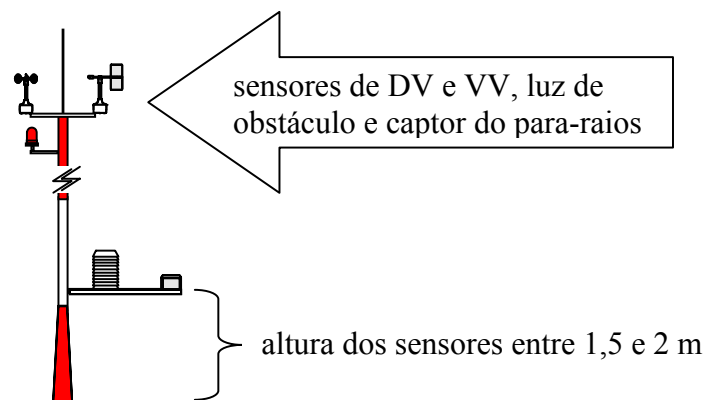 sensores de DV e VV, luz de
obstáculo e captor do para-raios
altura dos sensores entre 1,5 e 2 m